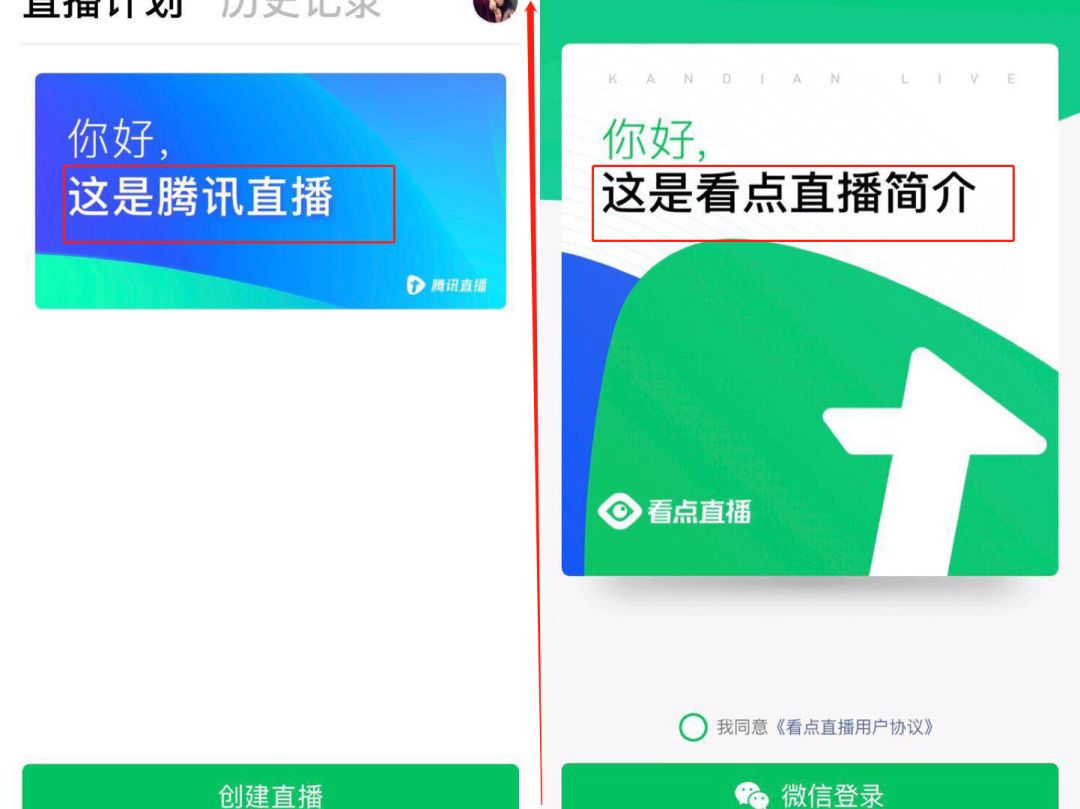 直播计划 历史记录
你好,
这是腾讯直播
腾讯直播
创建直播
KANDIAN LIVE
你好,
这是看点直播简介
看点直播
我同意《看点直播用户协议》
微信登录